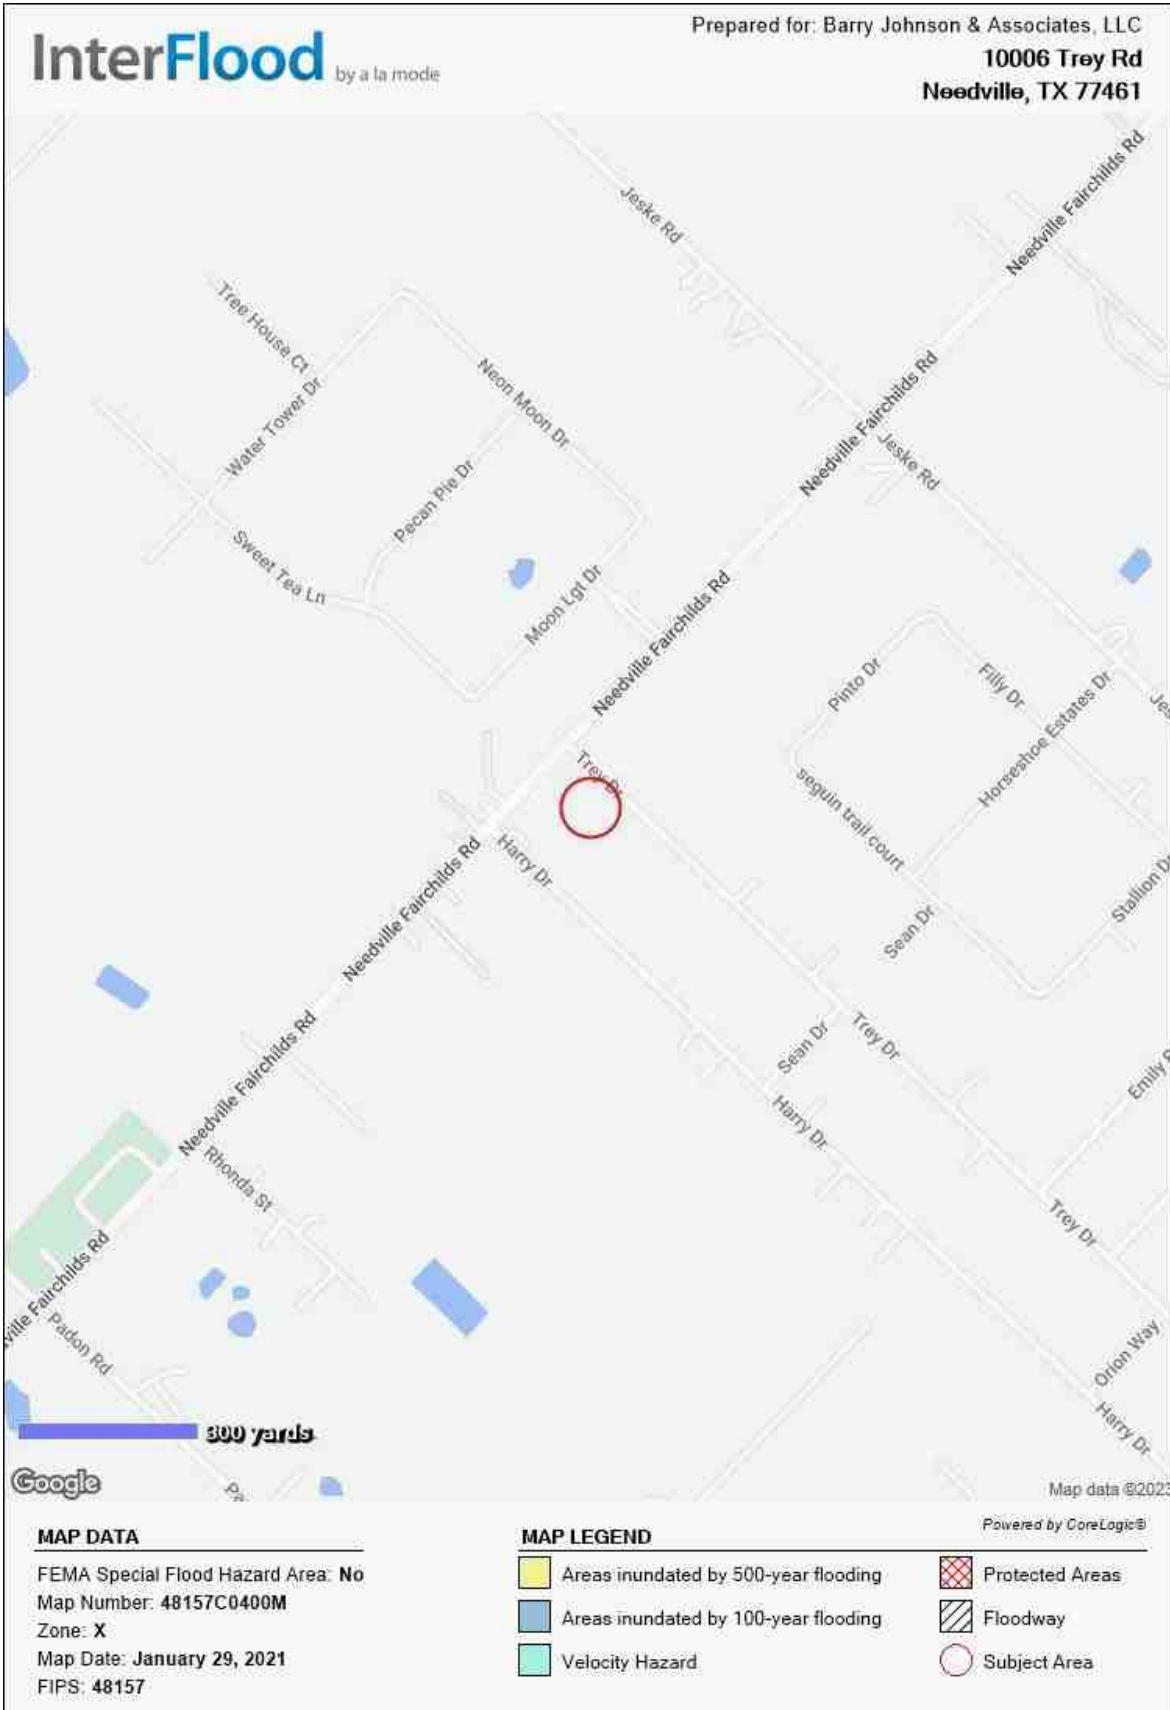 InterFlood by a la mode
Prepared for: Barry Johnson & Associates, LLC
10006 Trey Rd
Needville, TX 77461
Jeske Rd
Needville Fairchilds Rd
Tree House Ct
Neon Moon Dr
Needville Fairchilds Rd
Water Tower Dr
Jeske Rd
Pecan Pie Dr
Sweet Tea Ln
Moon Lgt Dr
Needville Fairchilds Rd
Pinto Dr
Filly Dr
Horseshoe Estates Dr
Jes
Trey Dr
seguin trail court
Harry Dr
Needville Fairchilds Rd
Stallion D
Sean Dr
Needville Fairchilds Rd
Sean Dr
Trey Dr
Emily R
Harry Dr
Rhonda St
Trey Dr
ville Fairchilds Rd
Padon Rd
Orion Way
Harry Dr
300 yards
Google
Pa
Map data ©2023
Powered by CoreLogic®
MAP DATA
FEMA Special Flood Hazard Area: No
Map Number: 48157C0400M
Zone: X
Map Date: January 29, 2021
FIPS: 48157
MAP LEGEND
Areas inundated by 500-year flooding
Areas inundated by 100-year flooding
Velocity Hazard
Protected Areas
Floodway
Subject Area